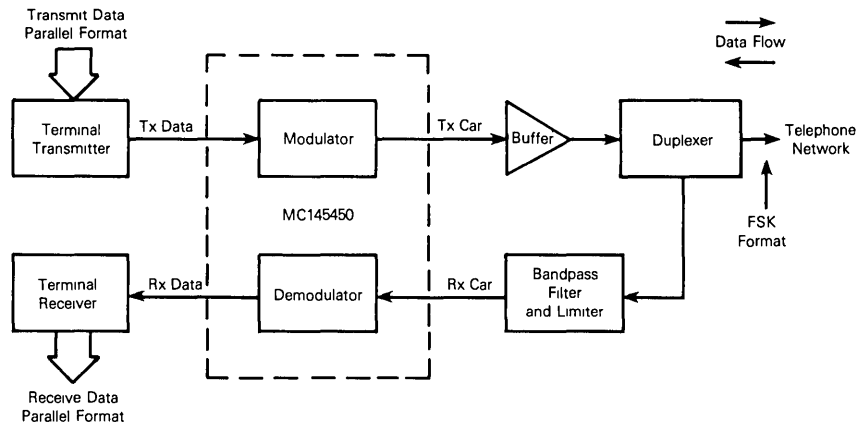 Transmit Data
Parallel Format
Data Flow
Terminal
Transmitter
Tx Data
Modulator
Tx Car
Buffer
Duplexer
Telephone
Network
MC145450
FSK
Format
Terminal
Receiver
Rx Data
Demodulator
Rx Car
Bandpass
Filter
and Limiter
Receive Data
Parallel Format